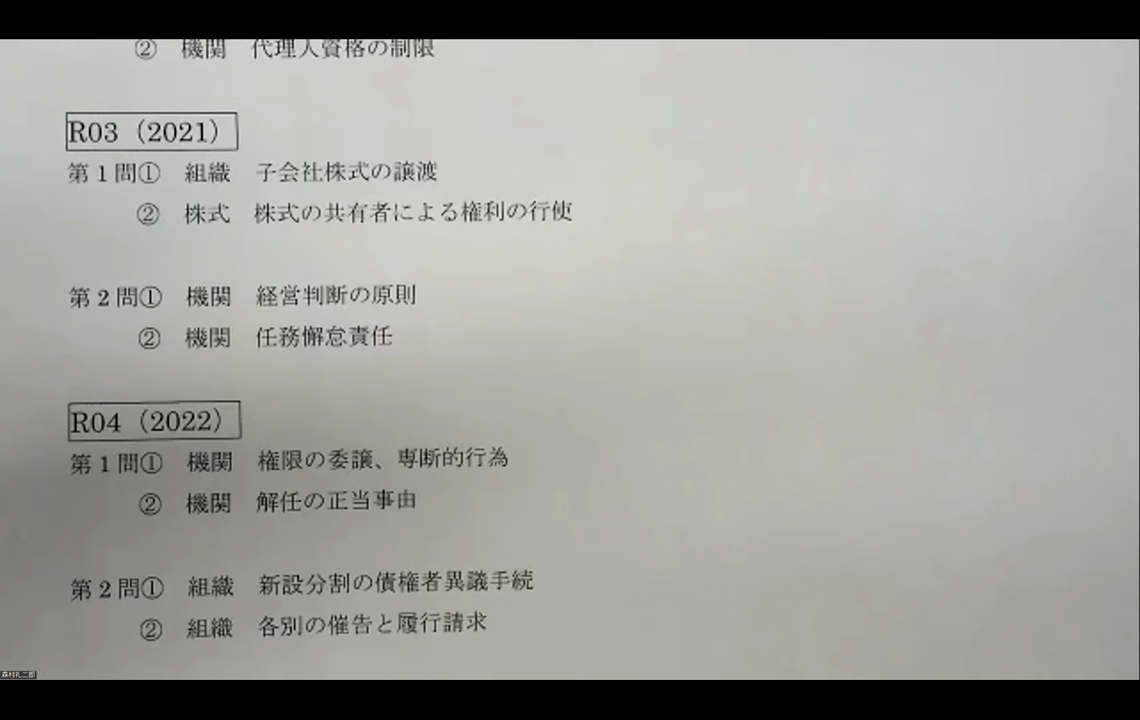 ② 機関 代理人資格の制限
R03（2021）
第1問① 組織 子会社株式の譲渡
② 株式 株式の共有者による権利の行使
第2問① 機関 経営判断の原則
② 機関 任務懈怠責任
R04（2022）
第1問① 機関 権限の委譲、専断的行為
② 機関 解任の正当事由
第2問① 組織 新設分割の債権者異議手続
② 組織 各別の催告と履行請求
森村礼二郎